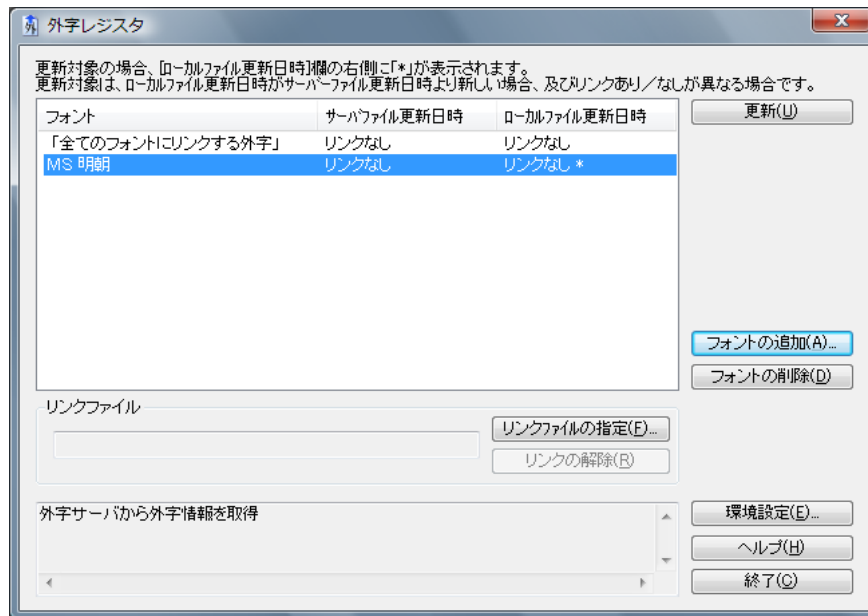 外字レジスタ
更新対象の場合、[ローカルファイル更新日時]欄の右側に「*」が表示されます。
更新対象は、ローカルファイル更新日時がサーバーファイル更新日時より新しい場合、及びリンクあり／なしが異なる場合です。
フォント サーバファイル更新日時 ローカルファイル更新日時
「全てのフォントにリンクする外字」 リンクなし リンクなし
MS 明朝 リンクなし リンクなし *
更新(U)
フォントの追加(A)...
フォントの削除(D)
リンクファイル
リンクファイルの指定(F)...
リンクの解除(R)
外字サーバから外字情報を取得
環境設定(E)...
ヘルプ(H)
終了(C)